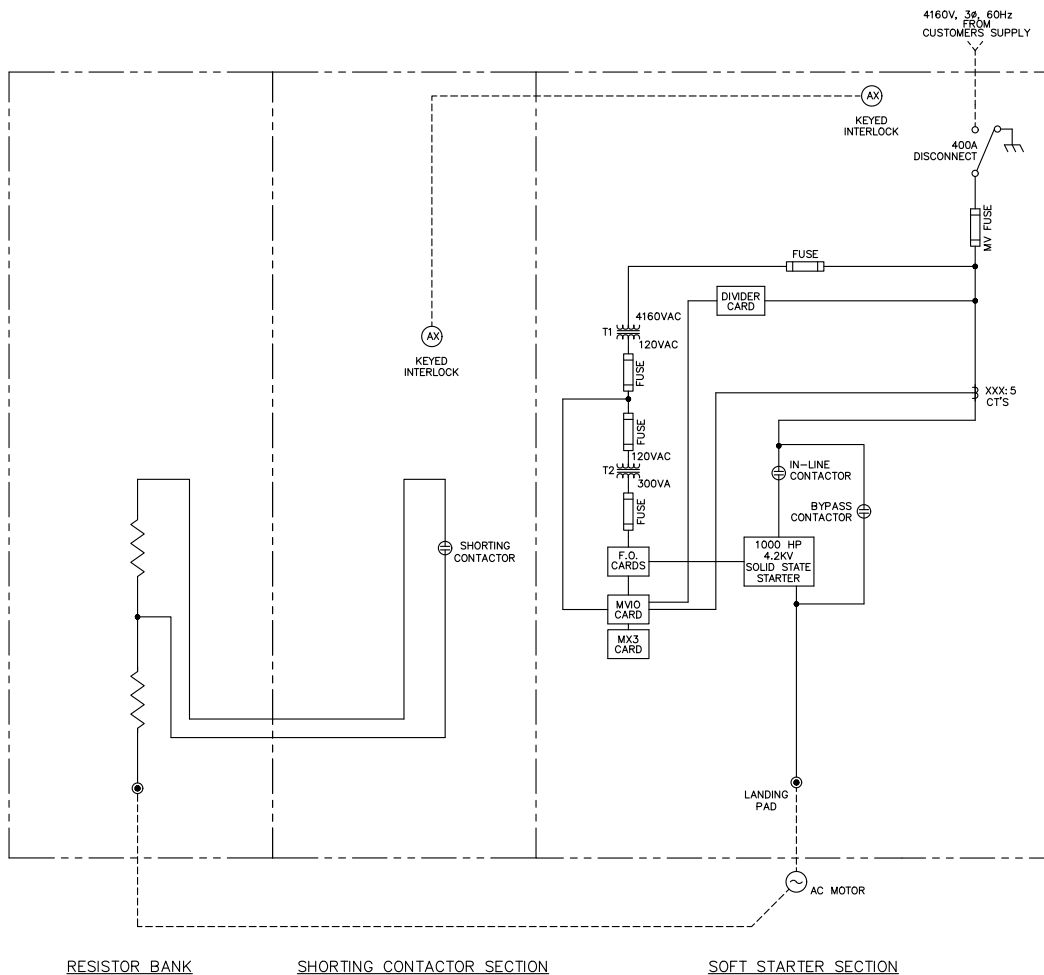 4160V, 3ø, 60Hz
FROM
CUSTOMERS SUPPLY
AX
KEYED
INTERLOCK
400A
DISCONNECT
MV FUSE
FUSE
DIVIDER
CARD
4160VAC
T1
120VAC
FUSE
AX
KEYED
INTERLOCK
XXX:5
CT'S
FUSE
120VAC
T2
300VA
FUSE
IN-LINE
CONTACTOR
BYPASS
CONTACTOR
SHORTING
CONTACTOR
F.O.
CARDS
1000 HP
4.2KV
SOLID STATE
STARTER
MVIO
CARD
MX3
CARD
LANDING
PAD
AC MOTOR
RESISTOR BANK
SHORTING CONTACTOR SECTION
SOFT STARTER SECTION